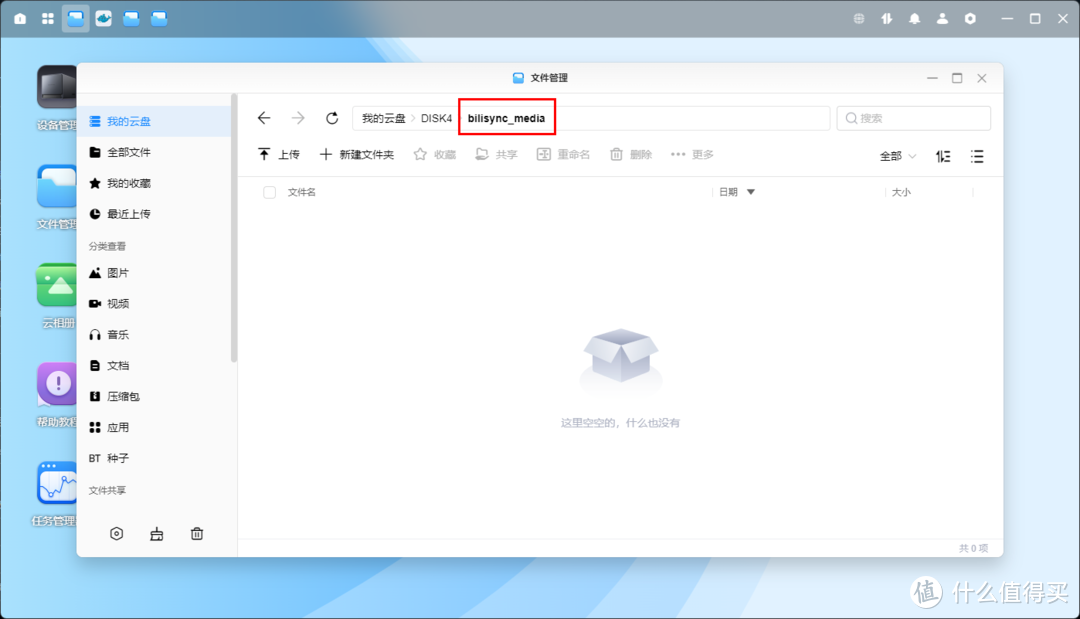 文件管理
设备管理
文件管理
云相册
帮助教程
任务管理
我的云盘
全部文件
我的收藏
最近上传
分类查看
图片
视频
音乐
文档
压缩包
应用
BT 种子
文件共享
我的云盘 DISK4 bilisync_media
搜索
上传 新建文件夹 收藏 共享 重命名 删除 更多 全部
文件名 日期 大小
这里空空的，什么也没有
共 0 项
值 什么值得买